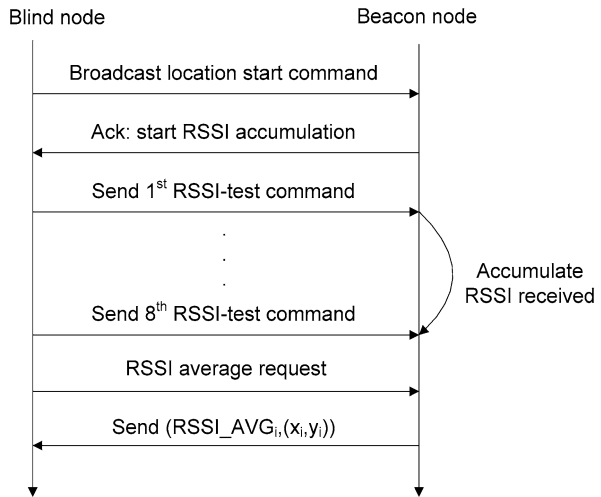 Blind node
Beacon node
Broadcast location start command
Ack: start RSSI accumulation
Send 1st RSSI-test command
.
.
.
Accumulate
RSSI received
Send 8th RSSI-test command
RSSI average request
Send (RSSI_AVGi,(xi,yi))